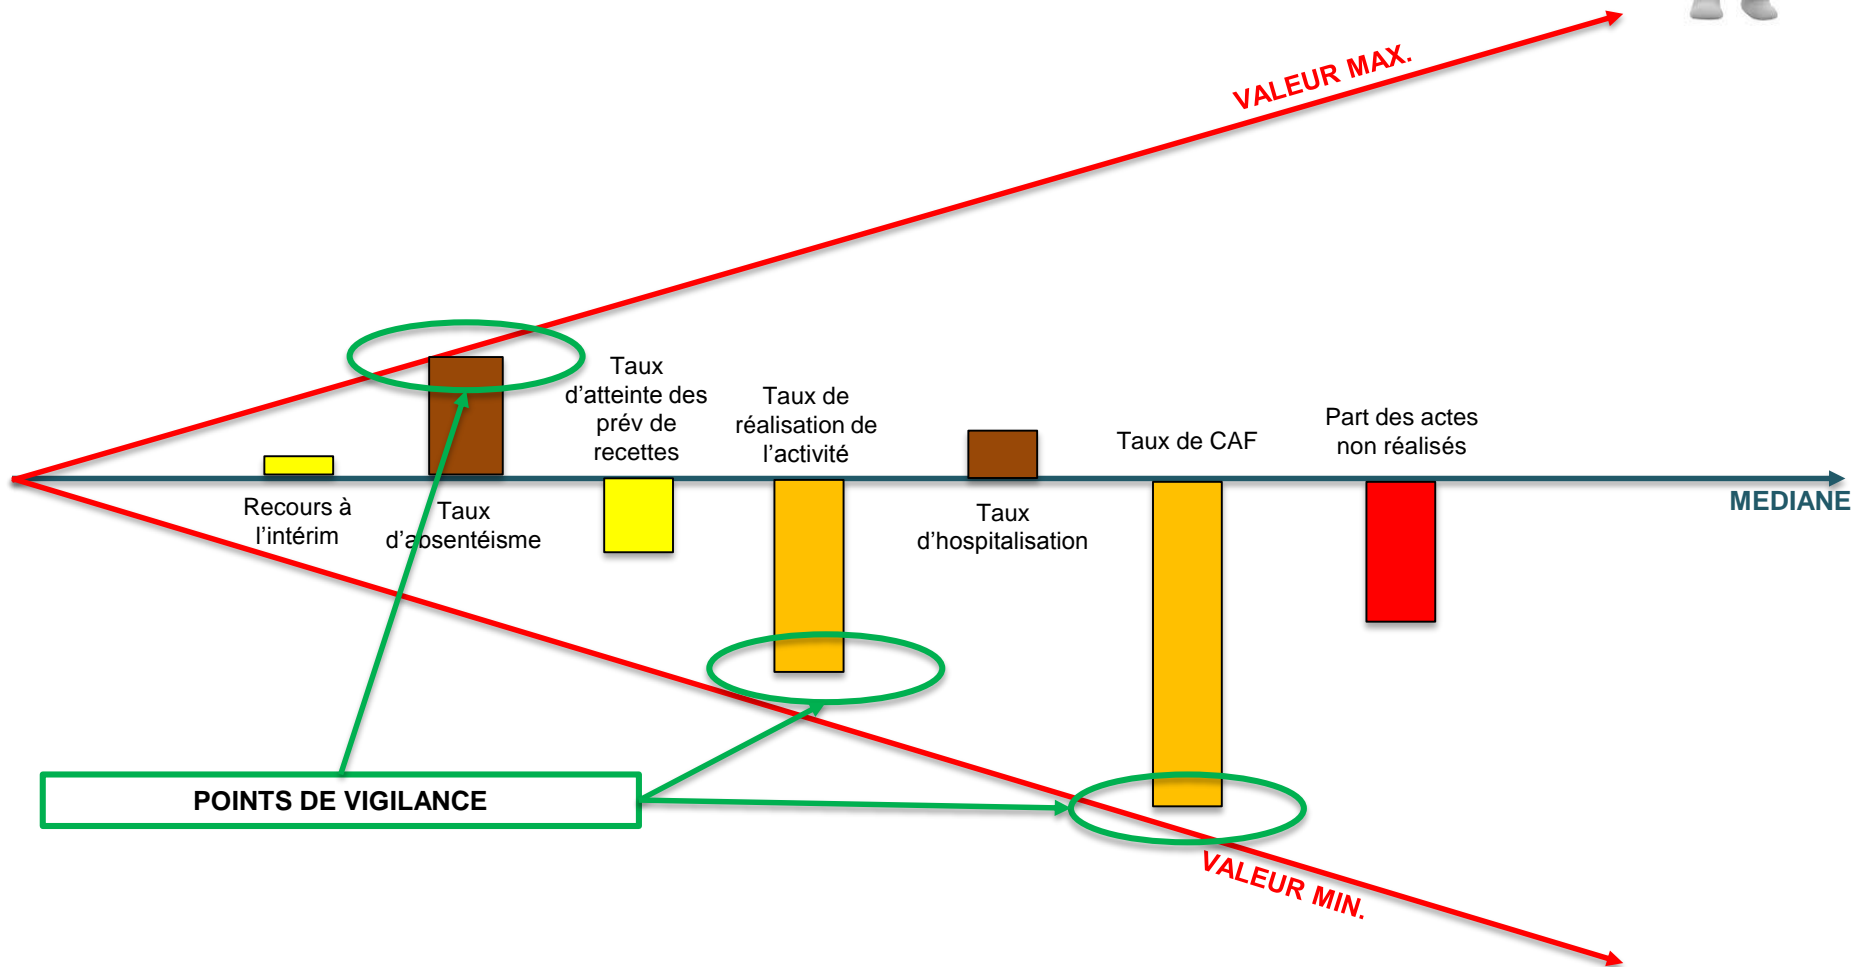 VALEUR MAX.
Taux
d’atteinte des
prév de
recettes
Taux de
réalisation de
l’activité
Taux de CAF
Part des actes
non réalisés
MEDIANE
Recours à
l’intérim
Taux
d’absentéisme
Taux
d’hospitalisation
POINTS DE VIGILANCE
VALEUR MIN.